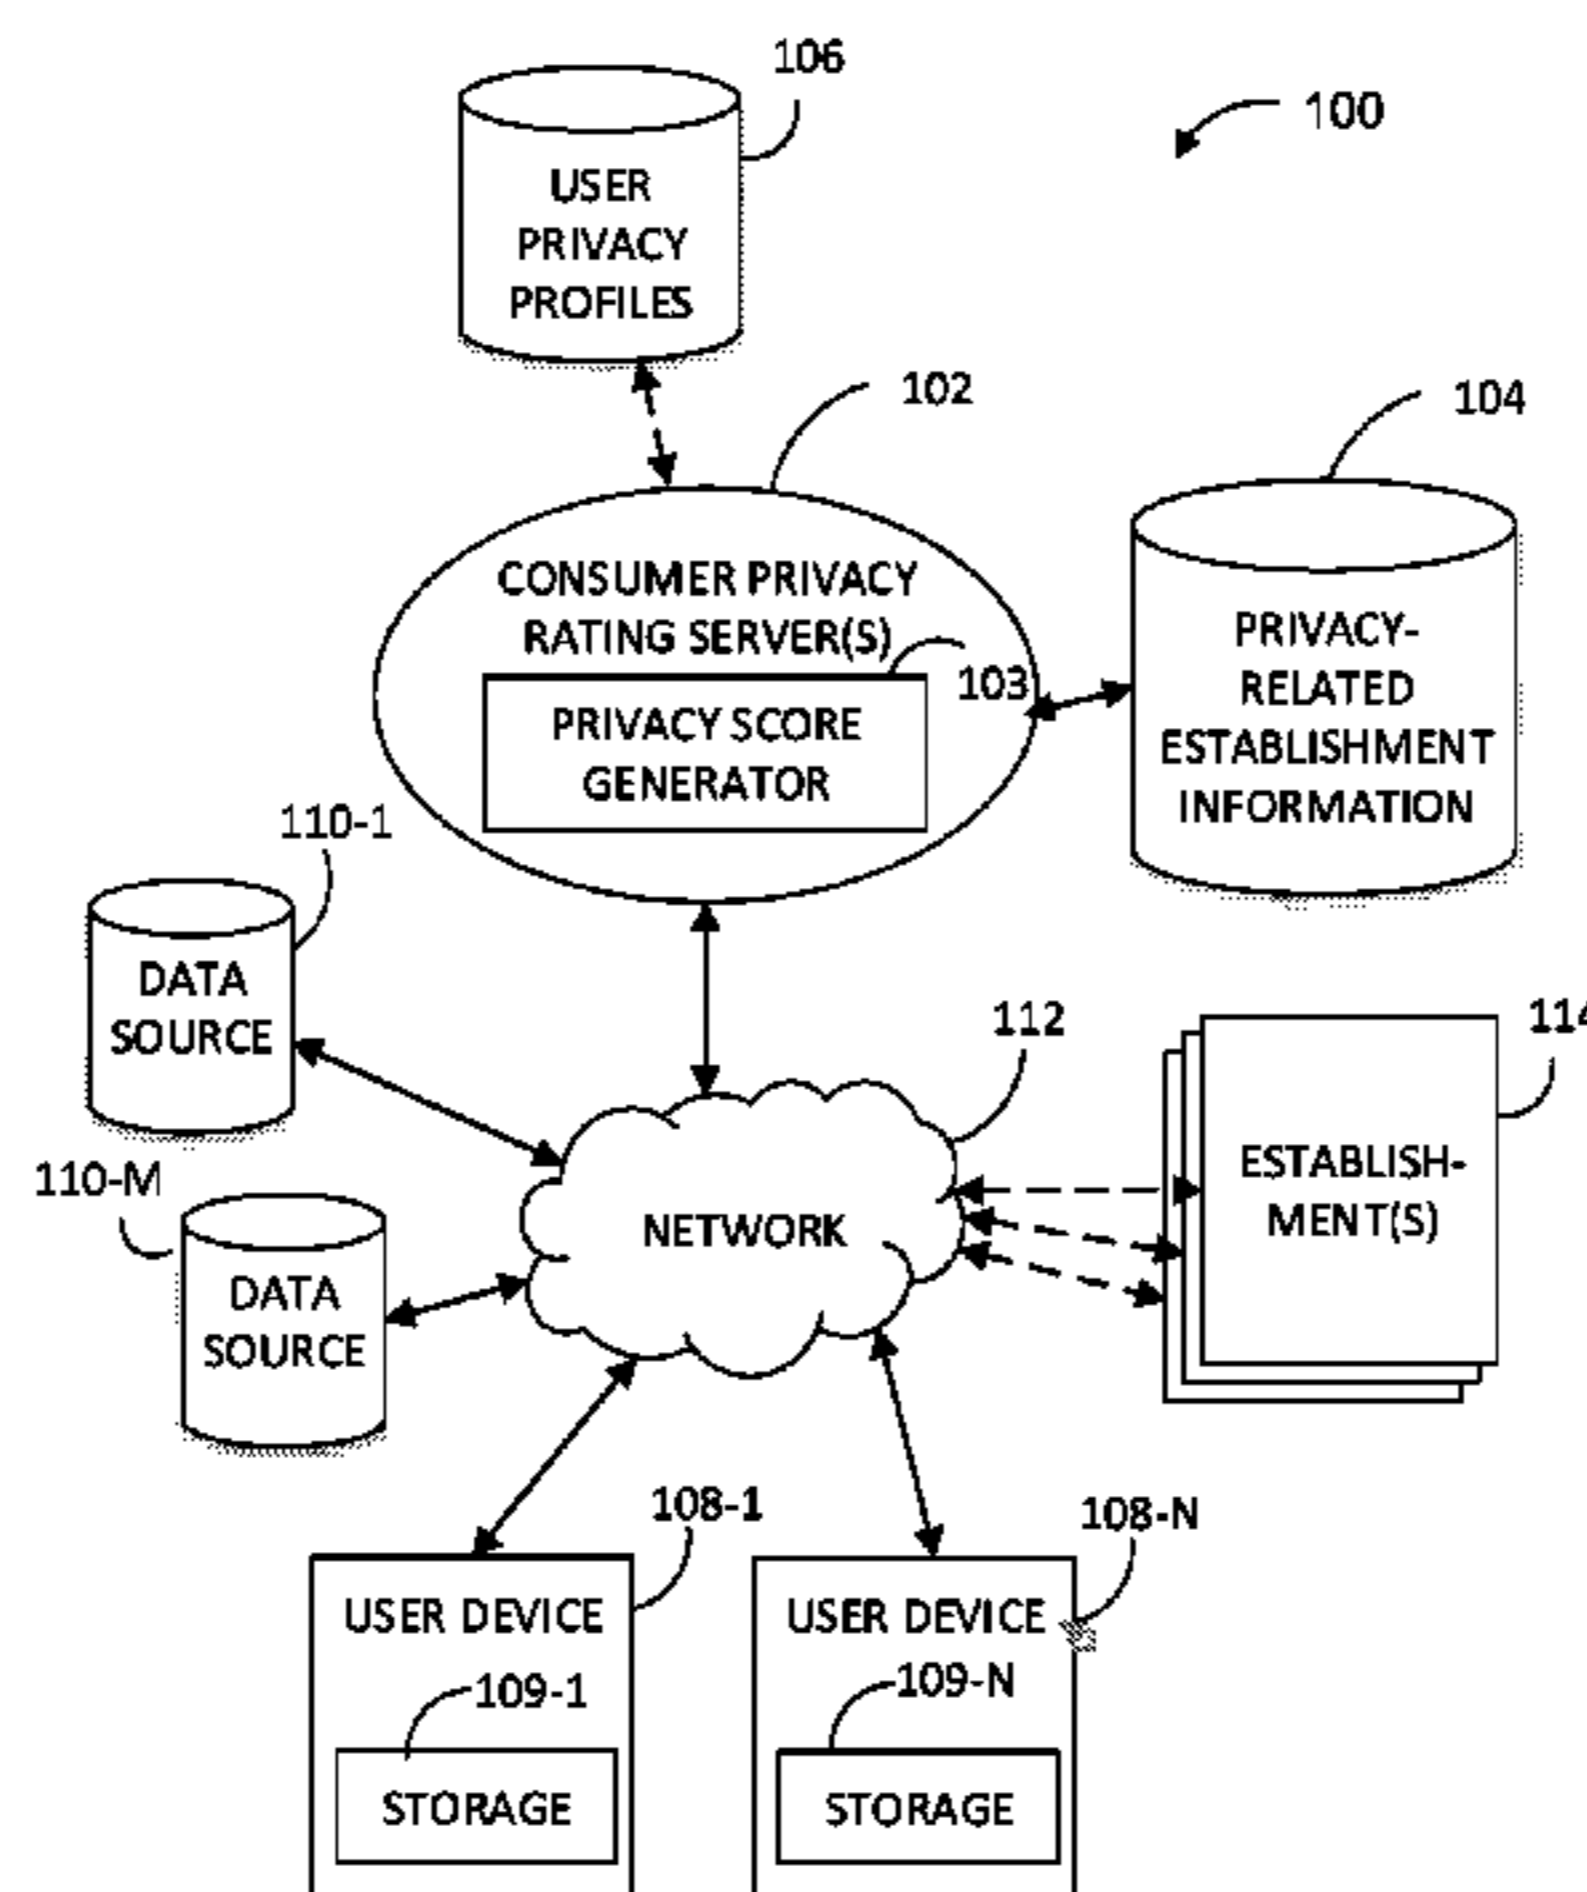 106
100
USER
PRIVACY
PROFILES
102
104
CONSUMER PRIVACY
RATING SERVER(S)
103
PRIVACY SCORE
GENERATOR
PRIVACY-
RELATED
ESTABLISHMENT
INFORMATION
110-1
DATA
SOURCE
112
114
110-M
DATA
SOURCE
NETWORK
ESTABLISH-
MENT(S)
108-1
108-N
USER DEVICE
109-1
STORAGE
USER DEVICE
109-N
STORAGE